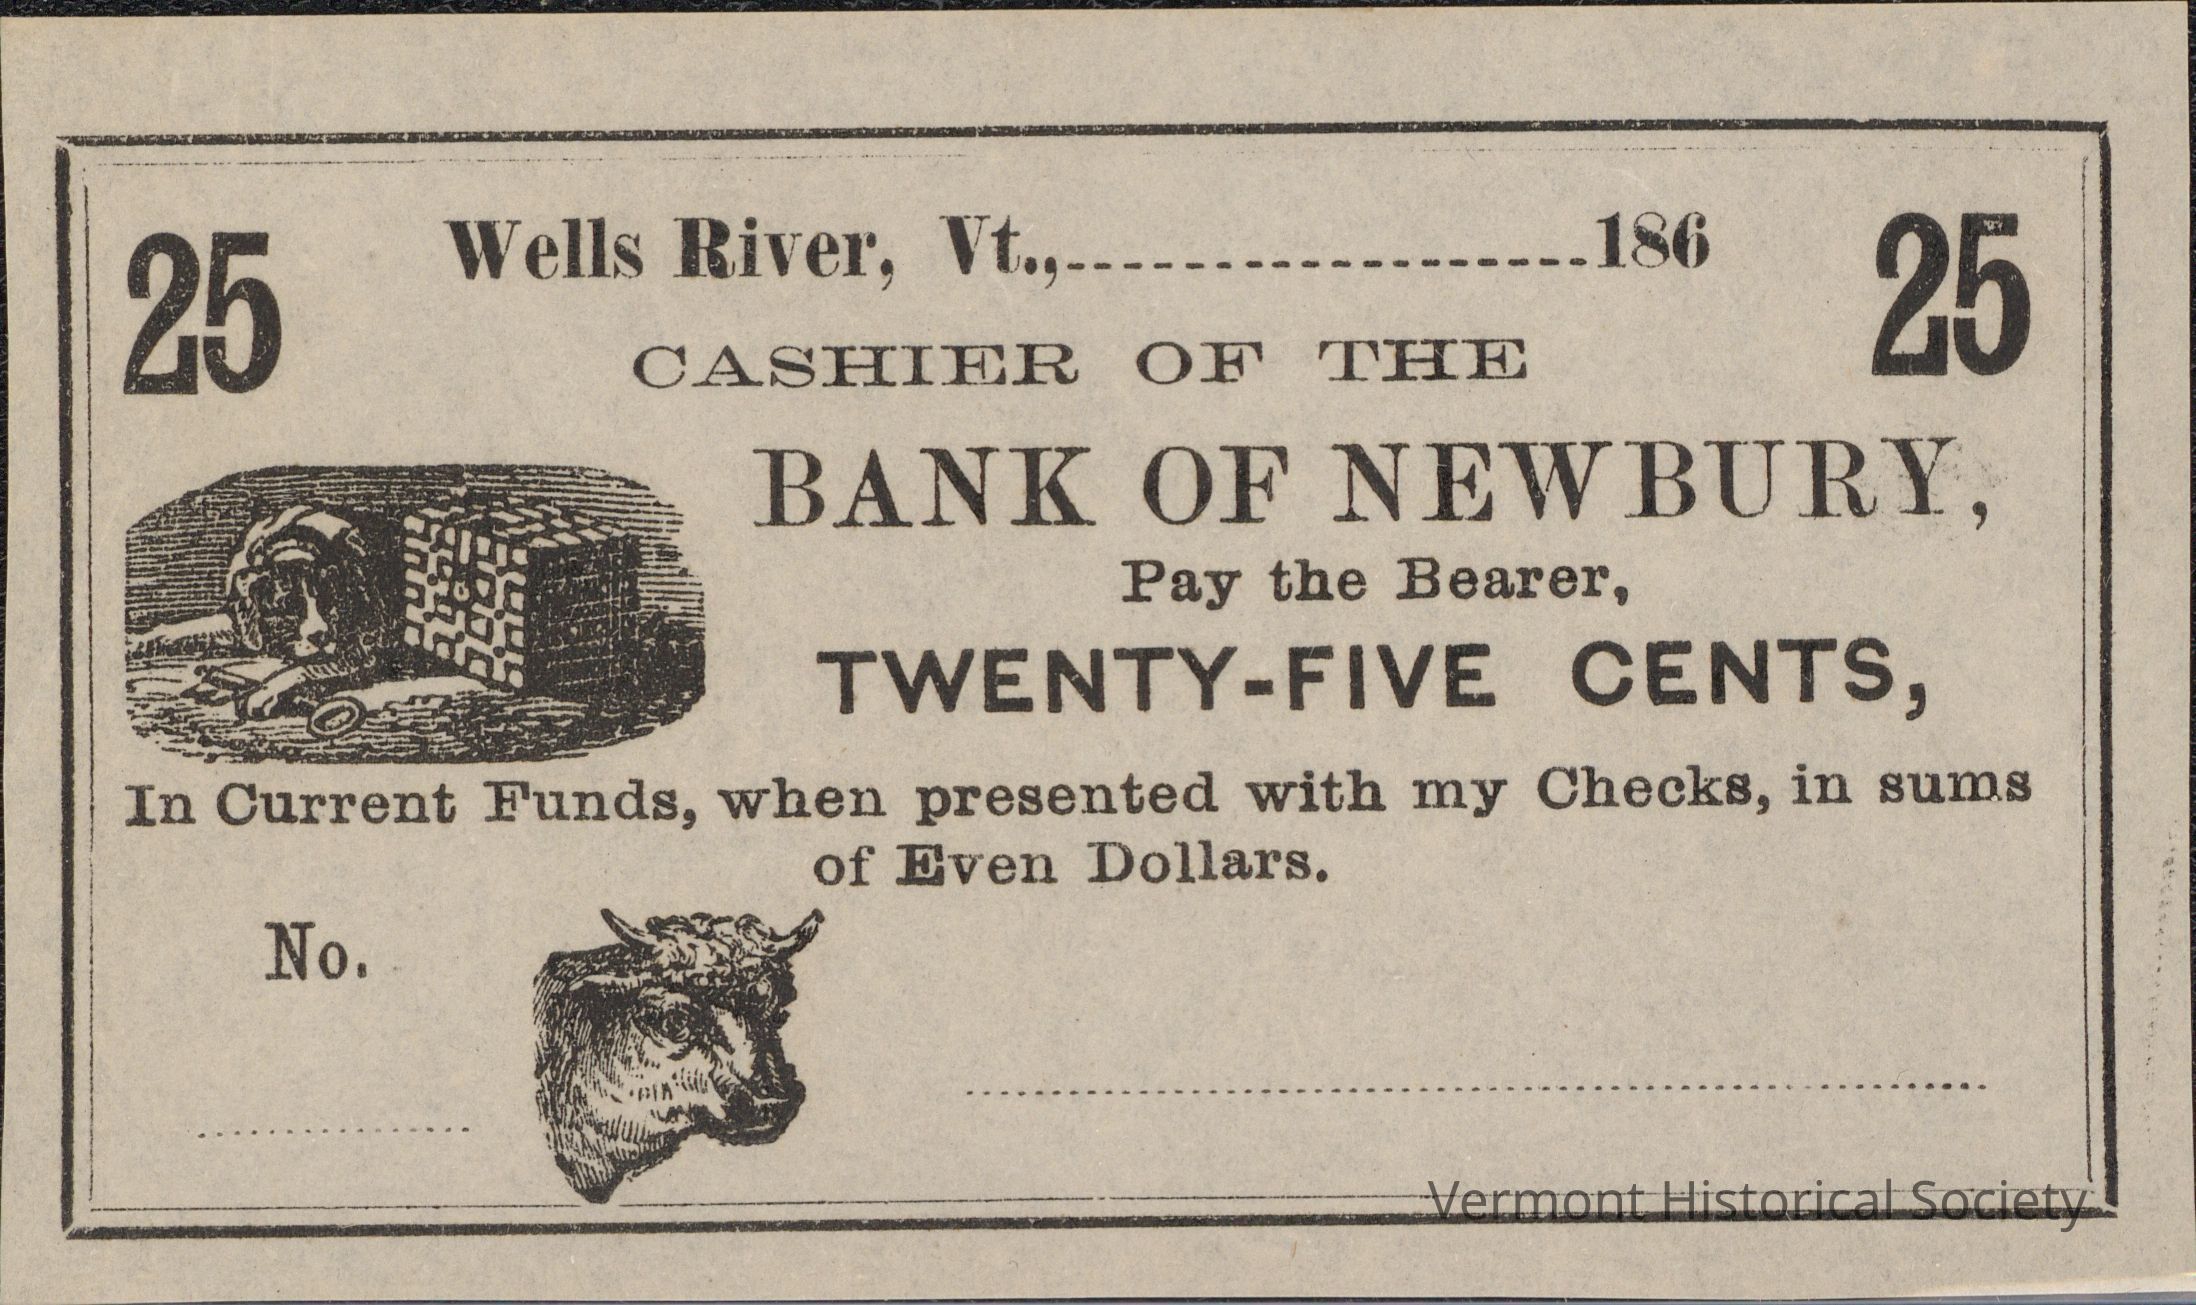 25 Wells River, Vt.,....................186 25
CASHIER OF THE
BANK OF NEWBURY,
Pay the Bearer,
TWENTY-FIVE CENTS,
In Current Funds, when presented with my Checks, in sums
of Even Dollars.
No.
Vermont Historical Society